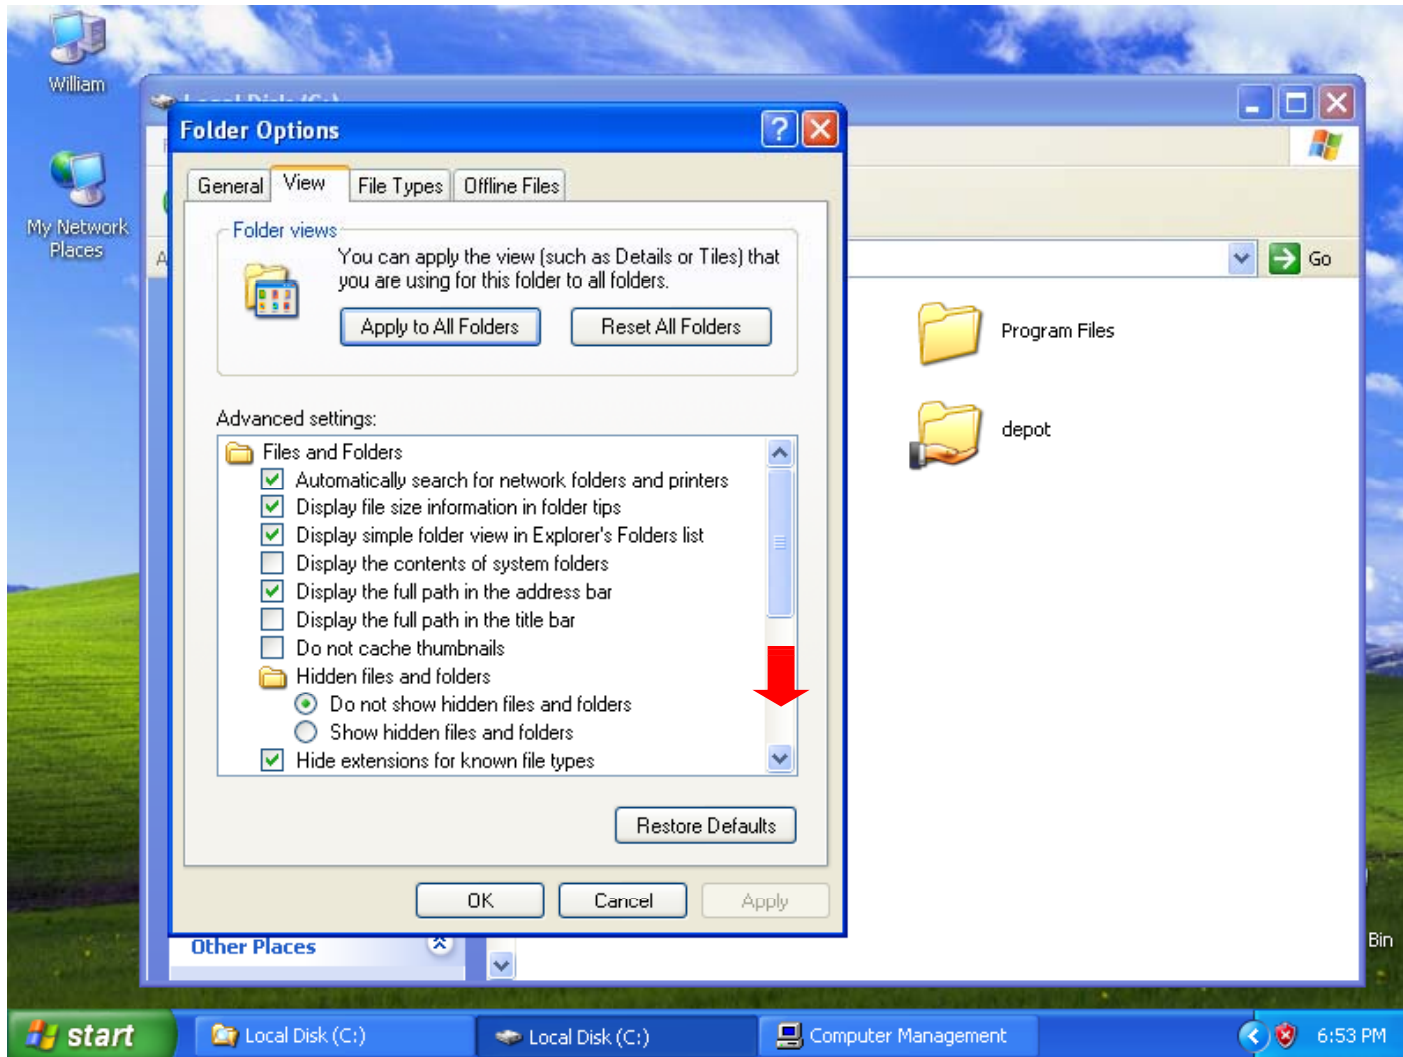 William
My Network
Places
Local Disk (C:)
Folder Options
General
View
File Types
Offline Files
Folder views
You can apply the view (such as Details or Tiles) that
you are using for this folder to all folders.
Apply to All Folders
Reset All Folders
Advanced settings:
Files and Folders
Automatically search for network folders and printers
Display file size information in folder tips
Display simple folder view in Explorer's Folders list
Display the contents of system folders
Display the full path in the address bar
Display the full path in the title bar
Do not cache thumbnails
Hidden files and folders
Do not show hidden files and folders
Show hidden files and folders
Hide extensions for known file types
Restore Defaults
OK
Cancel
Apply
Go
Program Files
depot
Other Places
Bin
start
Local Disk (C:)
Local Disk (C:)
Computer Management
6:53 PM